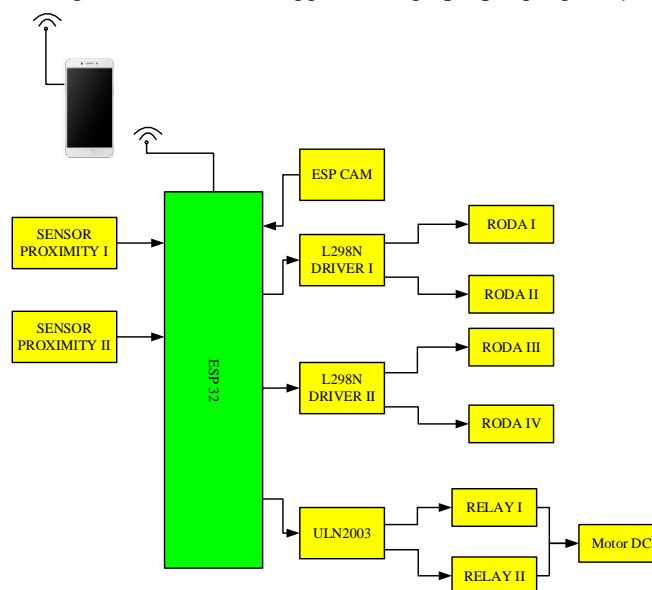 ESP CAM
SENSOR
PROXIMITY I
L298N
DRIVER I
RODA I
RODA II
SENSOR
PROXIMITY II
ESP 32
L298N
DRIVER II
RODA III
RODA IV
ULN2003
RELAY I
RELAY II
Motor DC